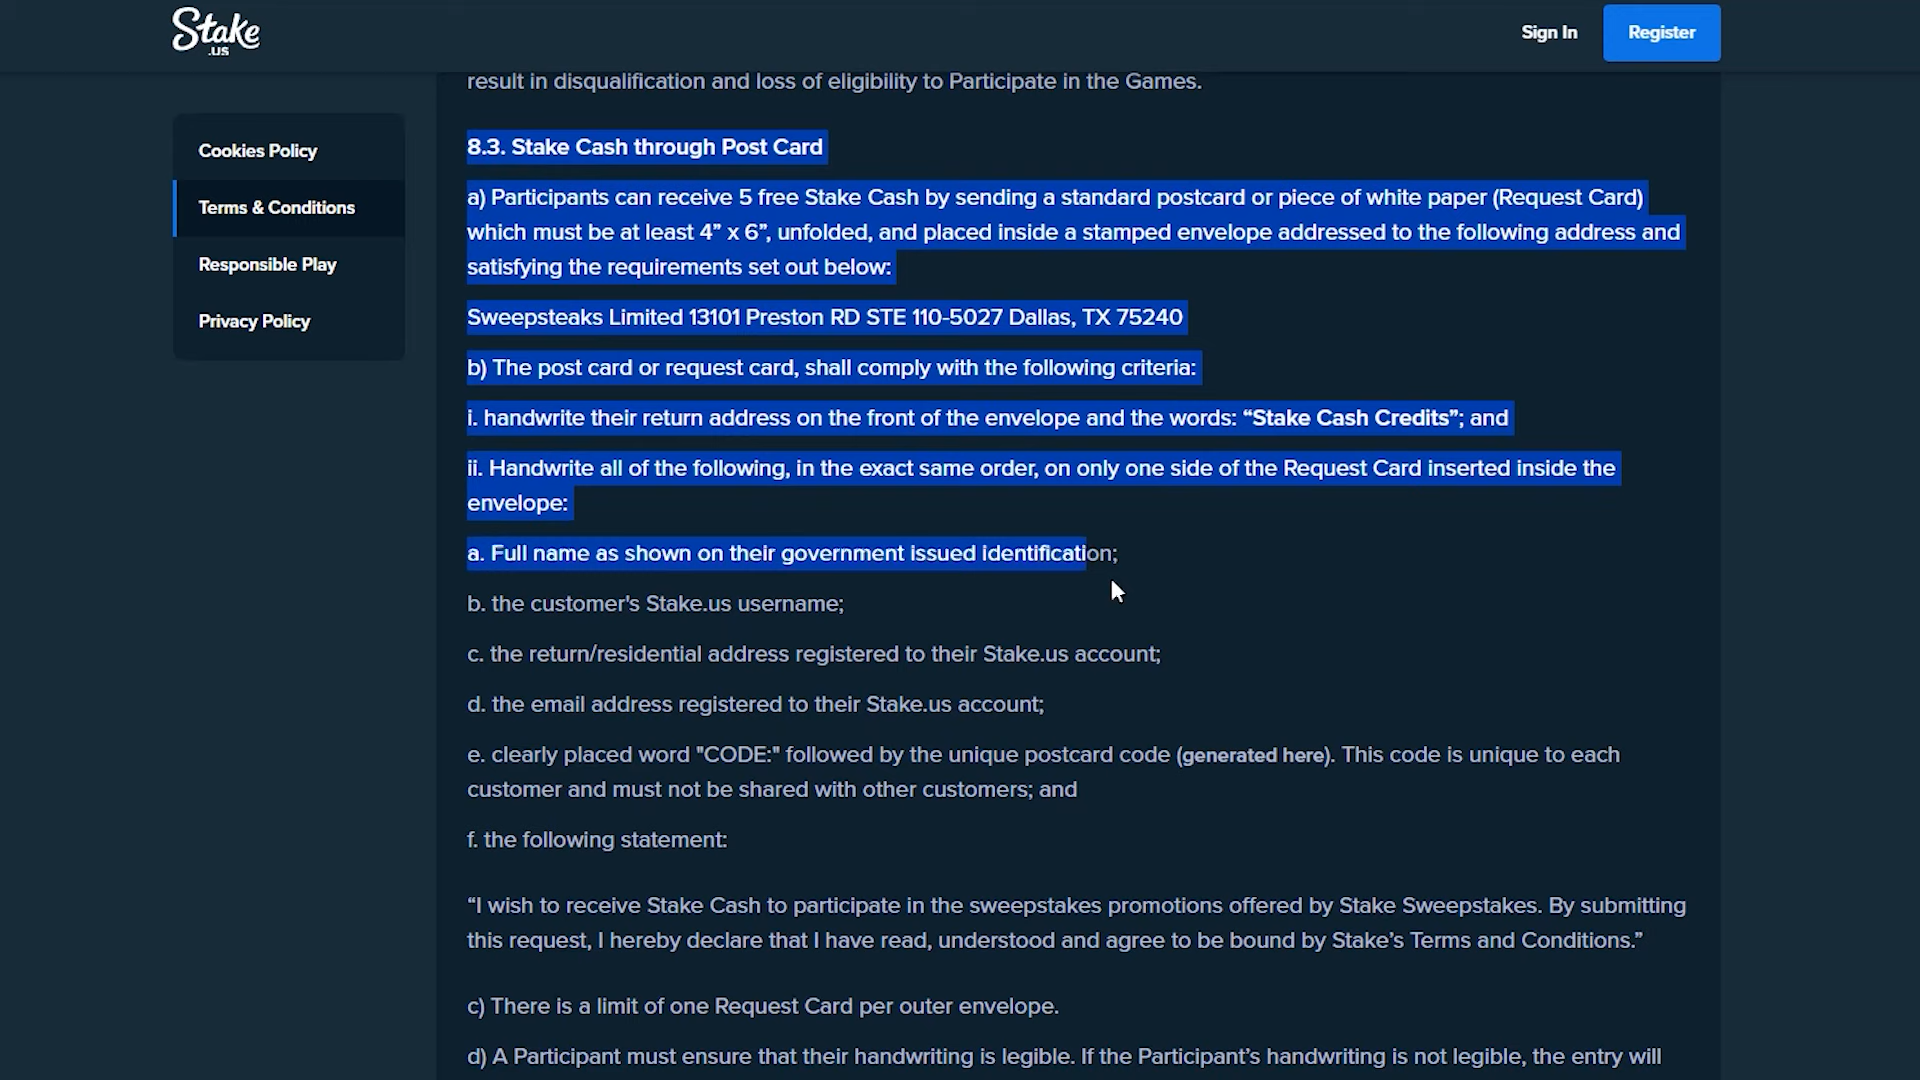 Stake
.us
Sign In
Register
Cookies Policy
Terms & Conditions
Responsible Play
Privacy Policy
result in disqualification and loss of eligibility to Participate in the Games.
8.3. Stake Cash through Post Card
a) Participants can receive 5 free Stake Cash by sending a standard postcard or piece of white paper (Request Card)
which must be at least 4” x 6”, unfolded, and placed inside a stamped envelope addressed to the following address and
satisfying the requirements set out below:
Sweepsteaks Limited 13101 Preston RD STE 110-5027 Dallas, TX 75240
b) The post card or request card, shall comply with the following criteria:
i. handwrite their return address on the front of the envelope and the words: “Stake Cash Credits”; and
ii. Handwrite all of the following, in the exact same order, on only one side of the Request Card inserted inside the
envelope:
a. Full name as shown on their government issued identification;
b. the customer's Stake.us username;
c. the return/residential address registered to their Stake.us account;
d. the email address registered to their Stake.us account;
e. clearly placed word "CODE:" followed by the unique postcard code (generated here). This code is unique to each
customer and must not be shared with other customers; and
f. the following statement:
“I wish to receive Stake Cash to participate in the sweepstakes promotions offered by Stake Sweepstakes. By submitting
this request, I hereby declare that I have read, understood and agree to be bound by Stake’s Terms and Conditions.”
c) There is a limit of one Request Card per outer envelope.
d) A Participant must ensure that their handwriting is legible. If the Participant’s handwriting is not legible, the entry will